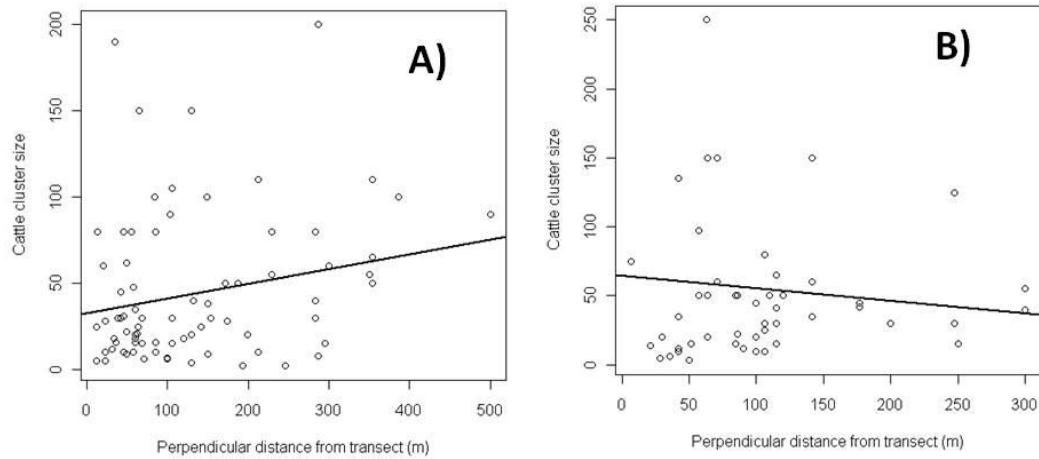 A)
Cattle cluster size
200
150
100
50
0
0 100 200 300 400 500
Perpendicular distance from transect (m)
B)
Cattle cluster size
250
200
150
100
50
0
0 50 100 150 200 250 300
Perpendicular distance from transect (m)